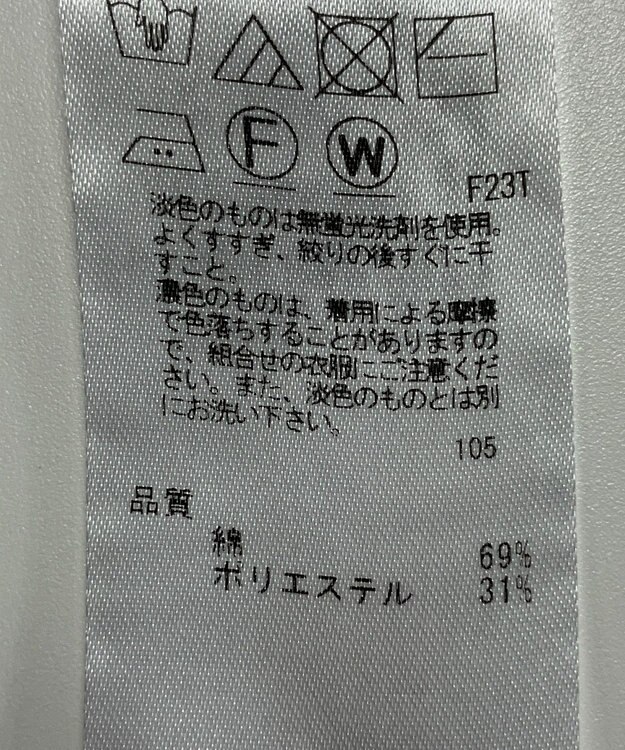 F W
F23T
淡色のものは無蛍光洗剤を使用。
よくすすぎ、絞りの後すぐに干
すこと。
濃色のものは、着用による摩擦
で色落ちすることがありますの
で、組合せの衣服にご注意くだ
さい。また、淡色のものとは別
にお洗い下さい。
105
品質
綿 69%
ポリエステル 31%